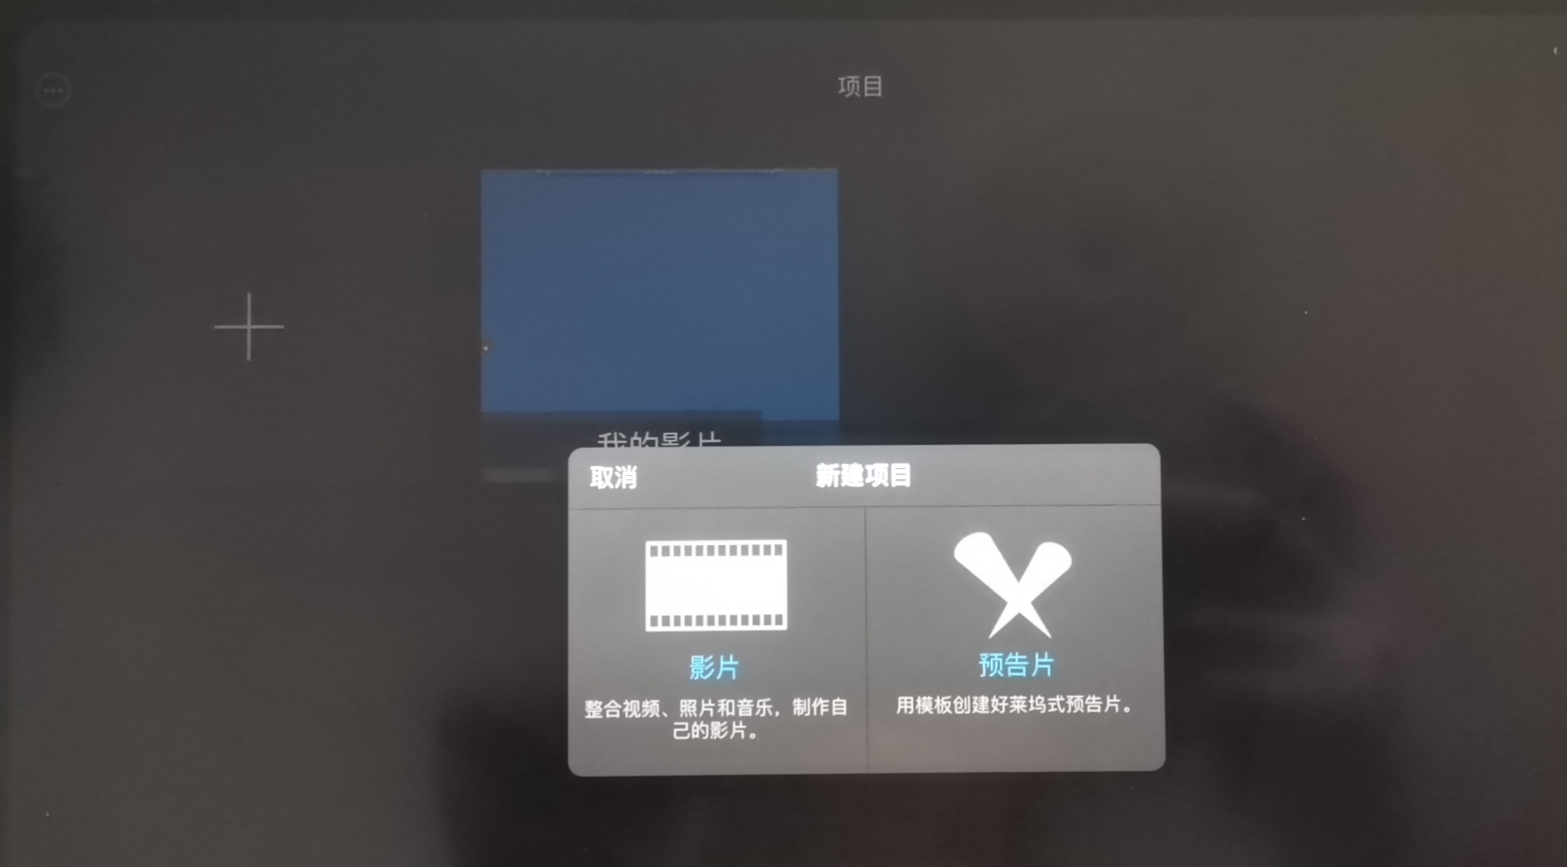 项目
我的影片
取消
新建项目
影片
整合视频、照片和音乐，制作自
己的影片。
预告片
用模板创建好莱坞式预告片。